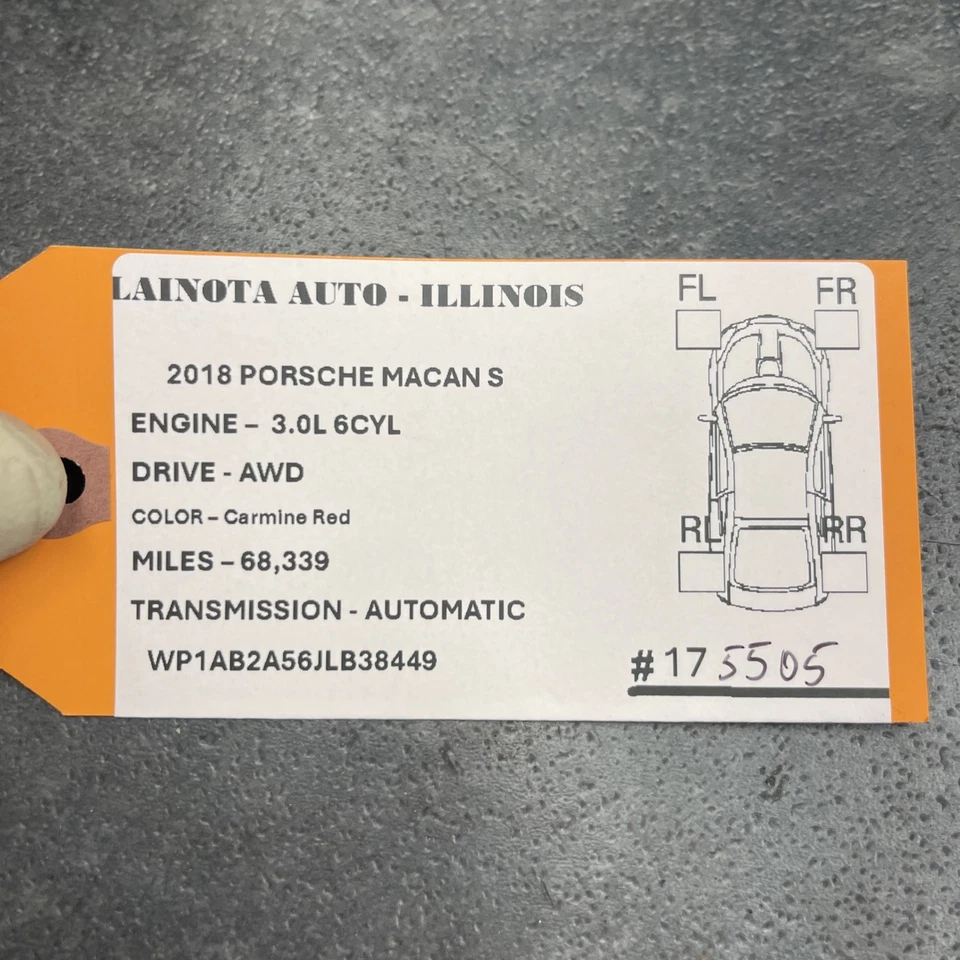 LAINOTA AUTO - ILLINOIS
2018 PORSCHE MACAN S
ENGINE – 3.0L 6CYL
DRIVE - AWD
COLOR – Carmine Red
MILES – 68,339
TRANSMISSION - AUTOMATIC
WP1AB2A56JLB38449
FL FR
RL RR
#175505